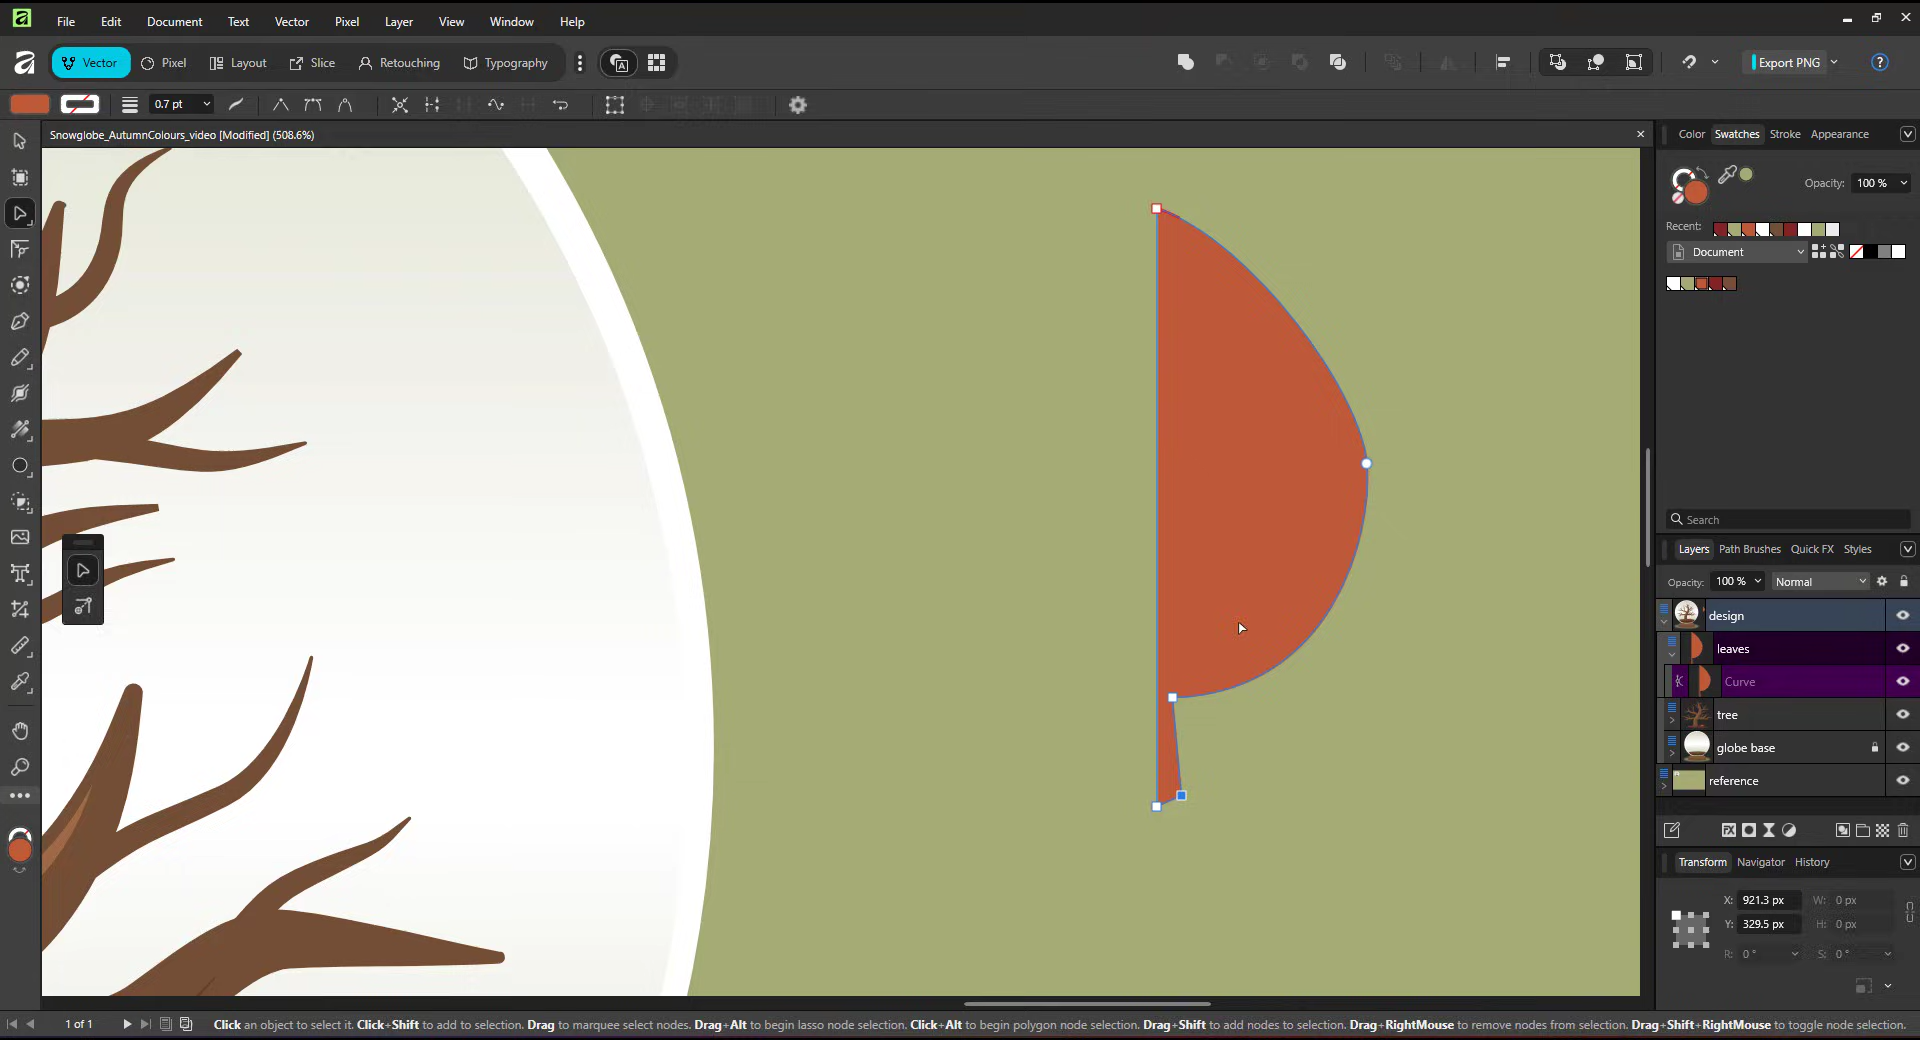 File Edit Document Text Vector Pixel Layer View Window Help
Vector Pixel Layout Slice Retouching Typography Export PNG
0.7 pt
Snowglobe_AutumnColours_video [Modified] (508.6%)
Color Swatches Stroke Appearance
Opacity: 100 %
Recent:
Document
Search
Layers Path Brushes Quick FX Styles
Opacity: 100 % Normal
design
leaves
Curve
tree
globe base
reference
Transform Navigator History
X: 921.3 px W: 0 px
Y: 329.5 px H: 0 px
R: 0 ° S: 0 °
1 of 1 Click an object to select it. Click+Shift to add to selection. Drag to marquee select nodes. Drag+Alt to begin lasso node selection. Click+Alt to begin polygon node selection. Drag+Shift to add nodes to selection. Drag+RightMouse to remove nodes from selection. Drag+Shift+RightMouse to toggle node selection.